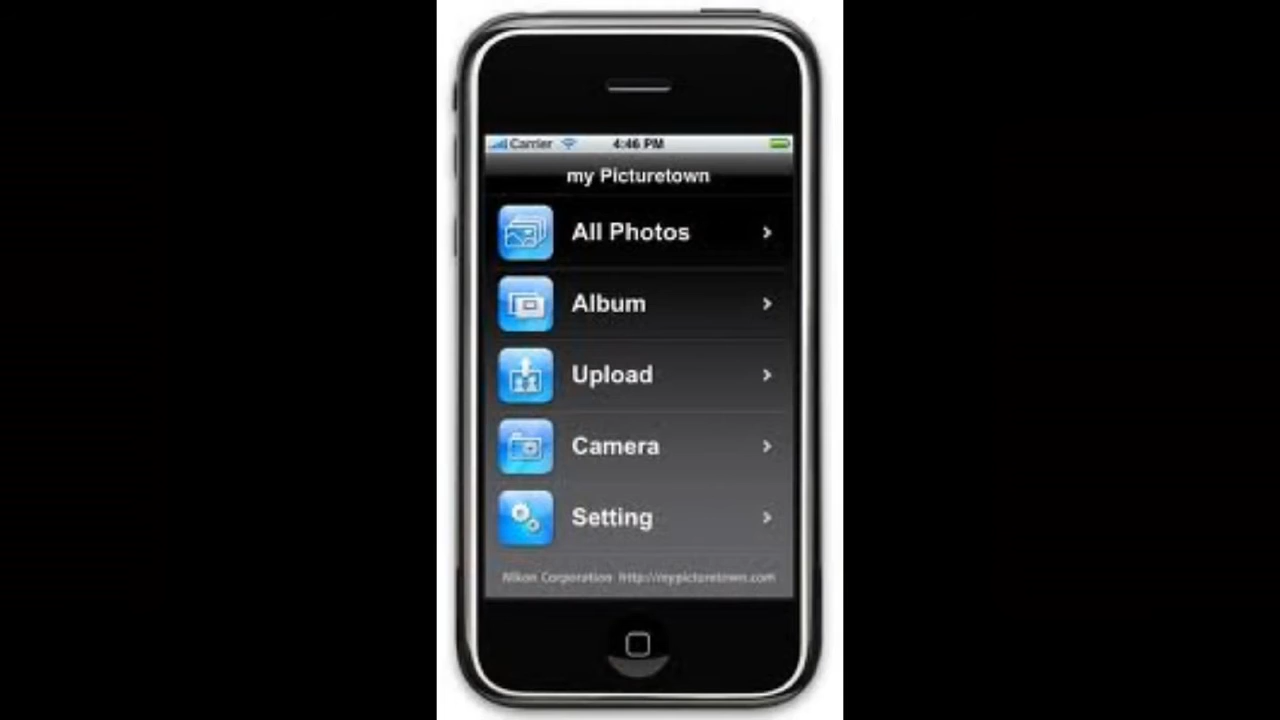 Carrier 4:46 PM
my Picturetown
All Photos
Album
Upload
Camera
Setting
Nikon Corporation http://mypicturetown.com